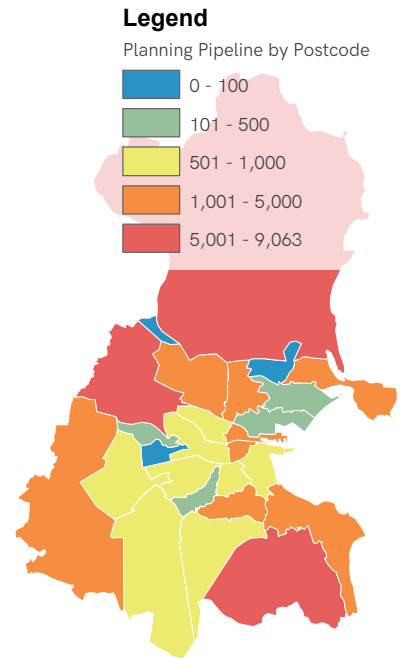 Legend
Planning Pipeline by Postcode
0 - 100
101 - 500
501 - 1,000
1,001 - 5,000
5,001 - 9,063